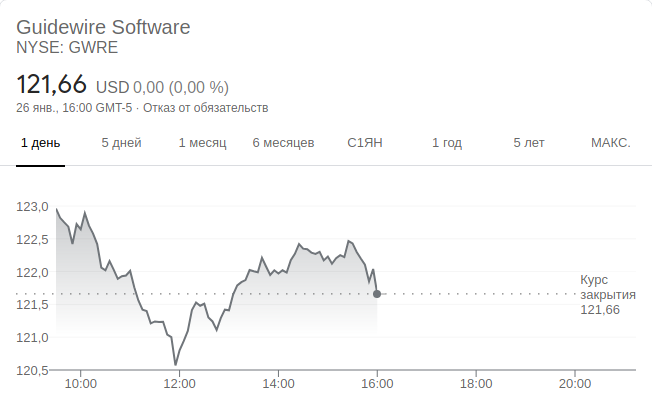 Guidewire Software
NYSE: GWRE
121,66 USD 0,00 (0,00 %)
26 янв., 16:00 GMT-5 · Отказ от обязательств
1 день 5 дней 1 месяц 6 месяцев С1ЯН 1 год 5 лет МАКС.
123,0
122,5
122,0
121,5
121,0
120,5
Курс
закрытия
121,66
10:00 12:00 14:00 16:00 18:00 20:00